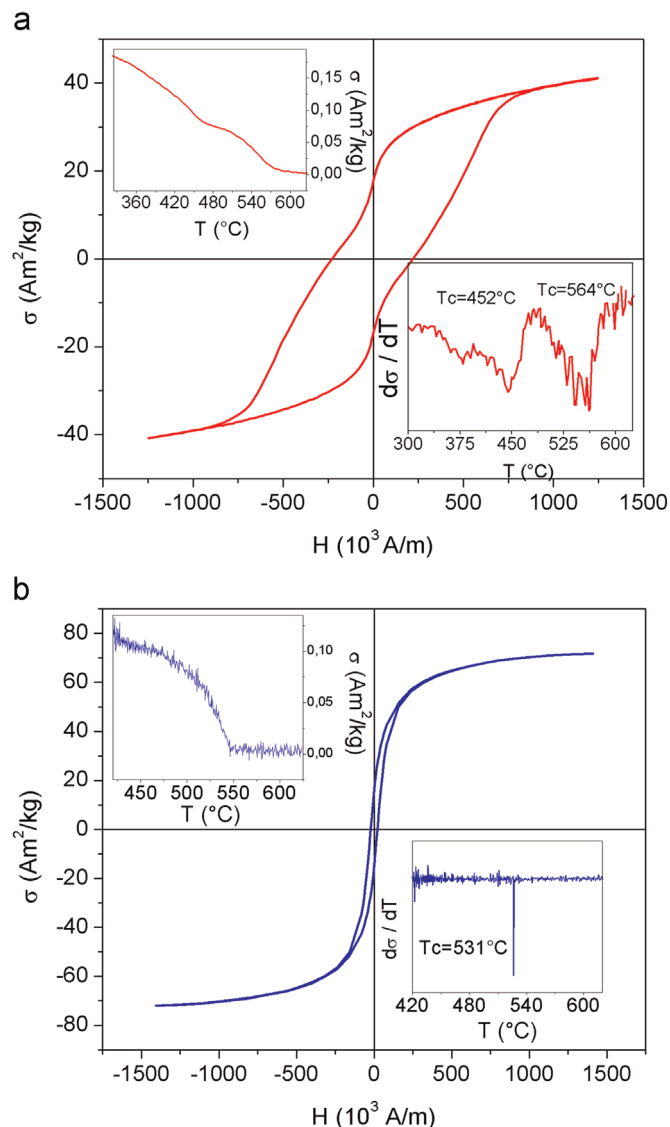 a
40
20
0
-20
-40
σ (Am²/kg)
0,15
0,10
0,05
0,00
σ (Am²/kg)
360 420 480 540 600
T (°C)
Tc=452°C
Tc=564°C
dσ / dT
300 375 450 525 600
T (°C)
-1500 -1000 -500 0 500 1000 1500
H (10³ A/m)
b
80
60
40
20
0
-20
-40
-60
-80
σ (Am²/kg)
0,10
0,05
0,00
σ (Am²/kg)
450 500 550 600
T (°C)
dσ / dT
Tc=531°C
420 480 540 600
T (°C)
-1500 -1000 -500 0 500 1000 1500
H (10³ A/m)